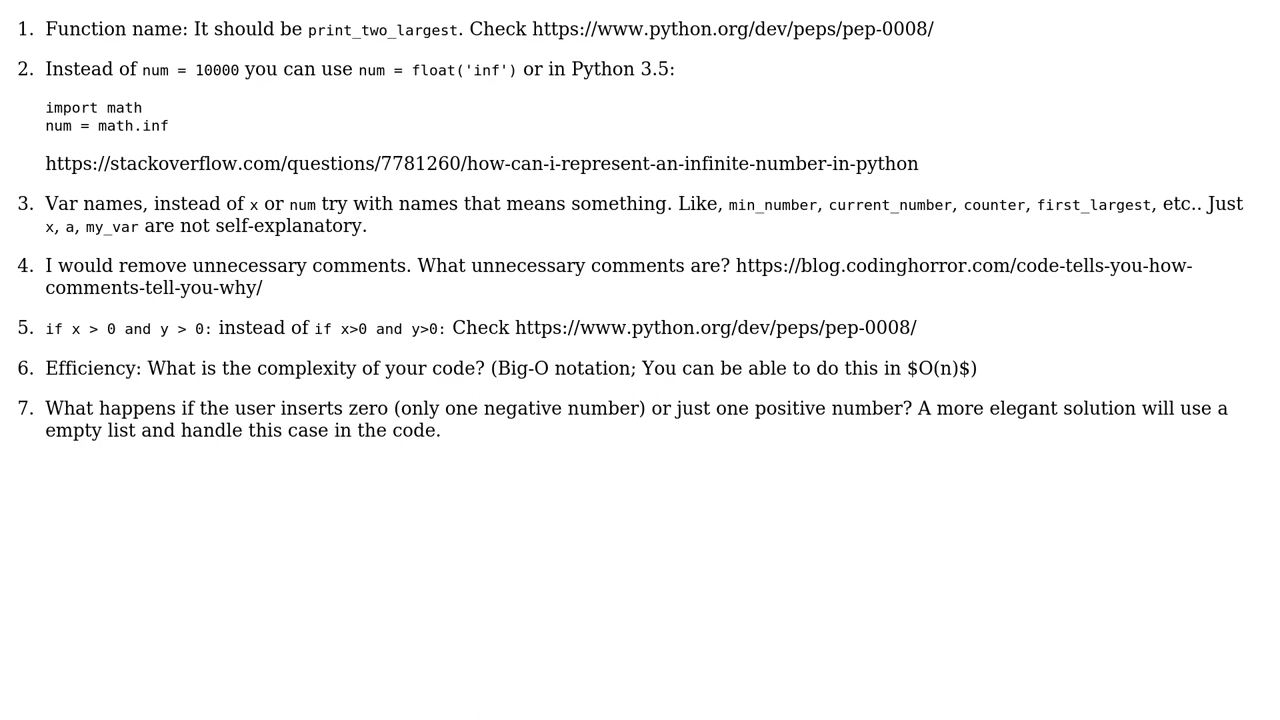 1. Function name: It should be print_two_largest. Check https://www.python.org/dev/peps/pep-0008/
2. Instead of num = 10000 you can use num = float('inf') or in Python 3.5:
import math
num = math.inf
https://stackoverflow.com/questions/7781260/how-can-i-represent-an-infinite-number-in-python
3. Var names, instead of x or num try with names that means something. Like, min_number, current_number, counter, first_largest, etc.. Just
x, a, my_var are not self-explanatory.
4. I would remove unnecessary comments. What unnecessary comments are? https://blog.codinghorror.com/code-tells-you-how-
comments-tell-you-why/
5. if x > 0 and y > 0: instead of if x>0 and y>0: Check https://www.python.org/dev/peps/pep-0008/
6. Efficiency: What is the complexity of your code? (Big-O notation; You can be able to do this in $O(n)$)
7. What happens if the user inserts zero (only one negative number) or just one positive number? A more elegant solution will use a
empty list and handle this case in the code.